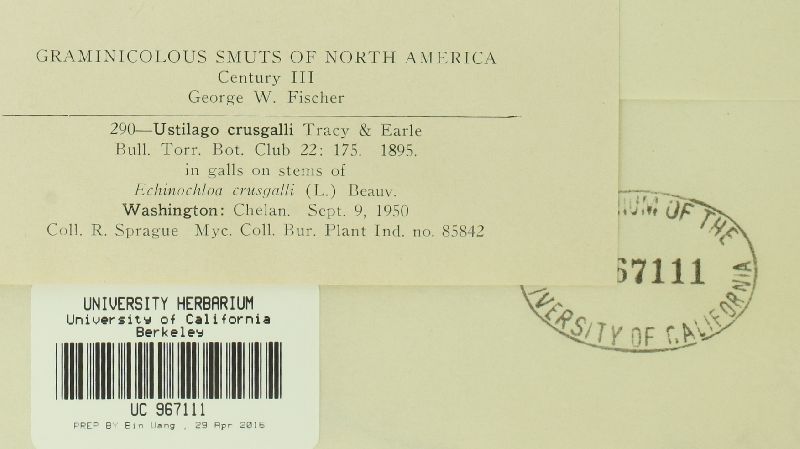 GRAMINICOLOUS SMUTS OF NORTH AMERICA
Century III
George W. Fischer
290—Ustilago crusgalli Tracy & Earle
Bull. Torr. Bot. Club 22: 175. 1895.
in galls on stems of
Echinochloa crusgalli (L.) Beauv.
Washington: Chelan. Sept. 9, 1950
Coll. R. Sprague Myc. Coll. Bur. Plant Ind. no. 85842
OF THE
67111
UNIVERSITY OF CALIFORNIA
UNIVERSITY HERBARIUM
University of California
Berkeley
UC 967111
PREP BY Bin Wang , 29 Apr 2016